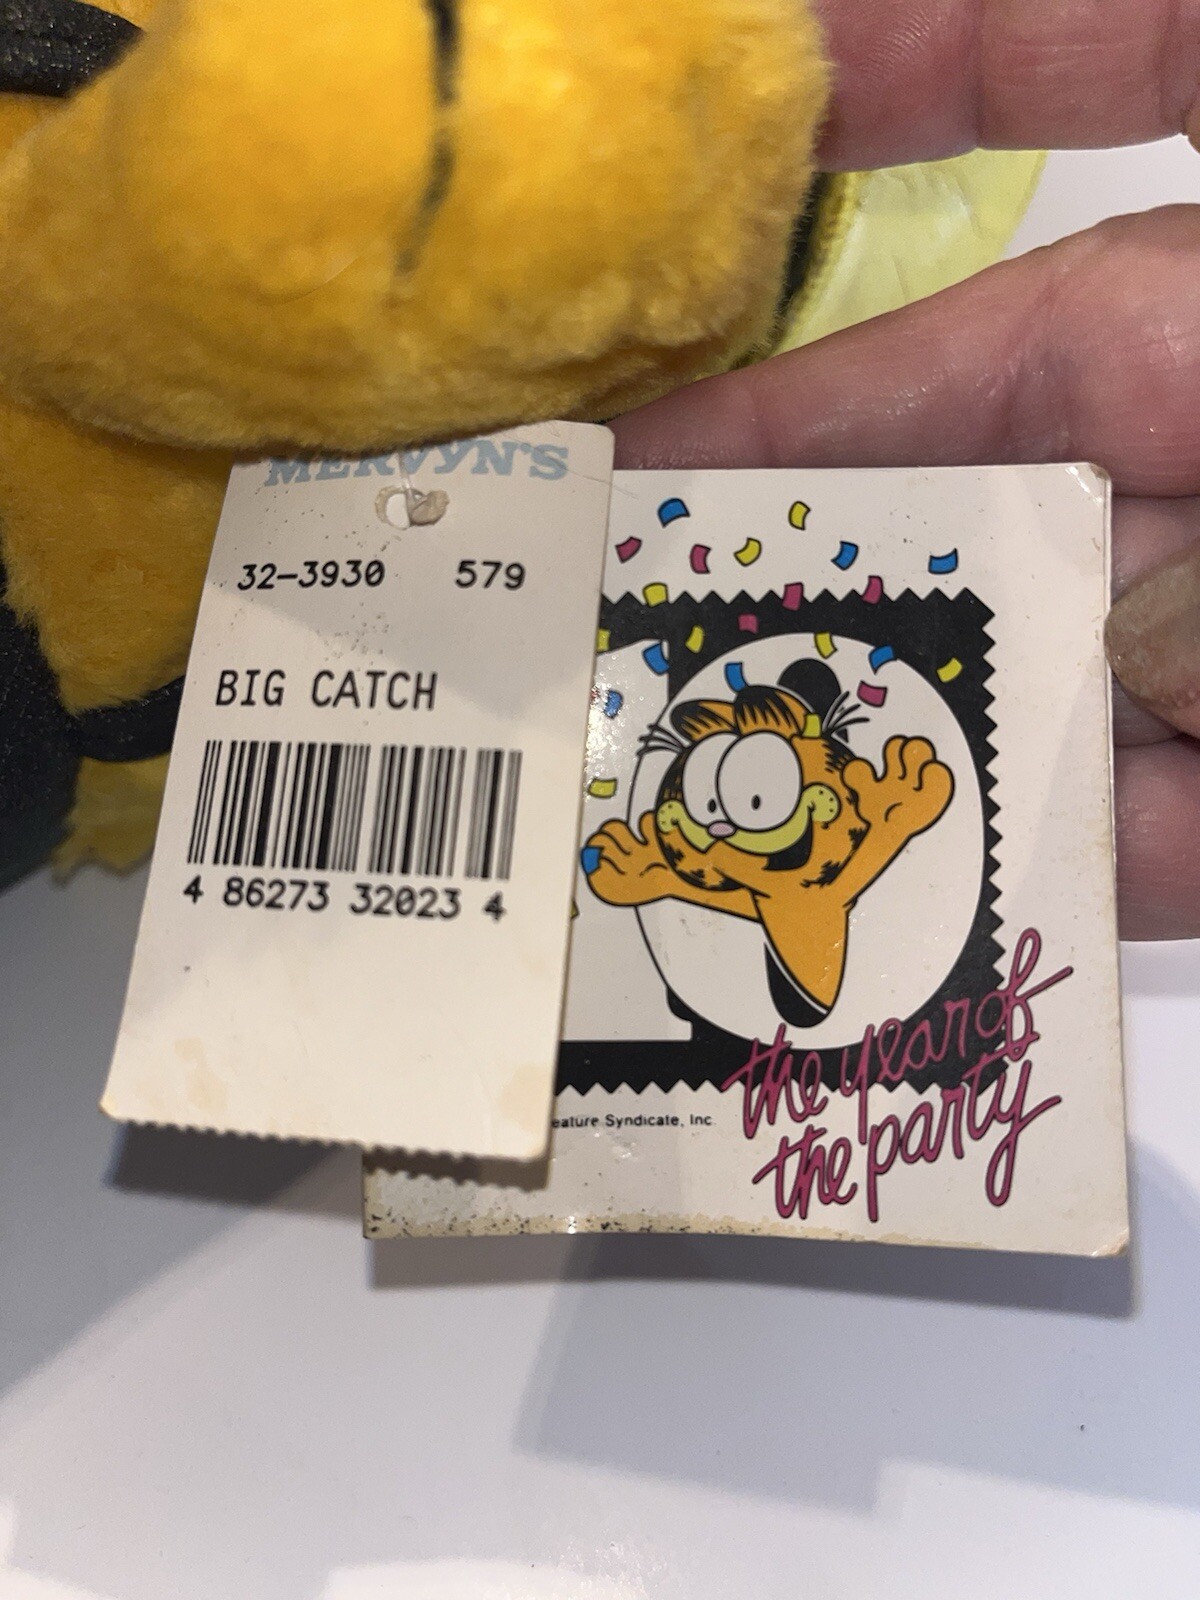 MERVYN'S
32-3930 579
BIG CATCH
4 86273 32023 4
the year of
the party
eature Syndicate, Inc.